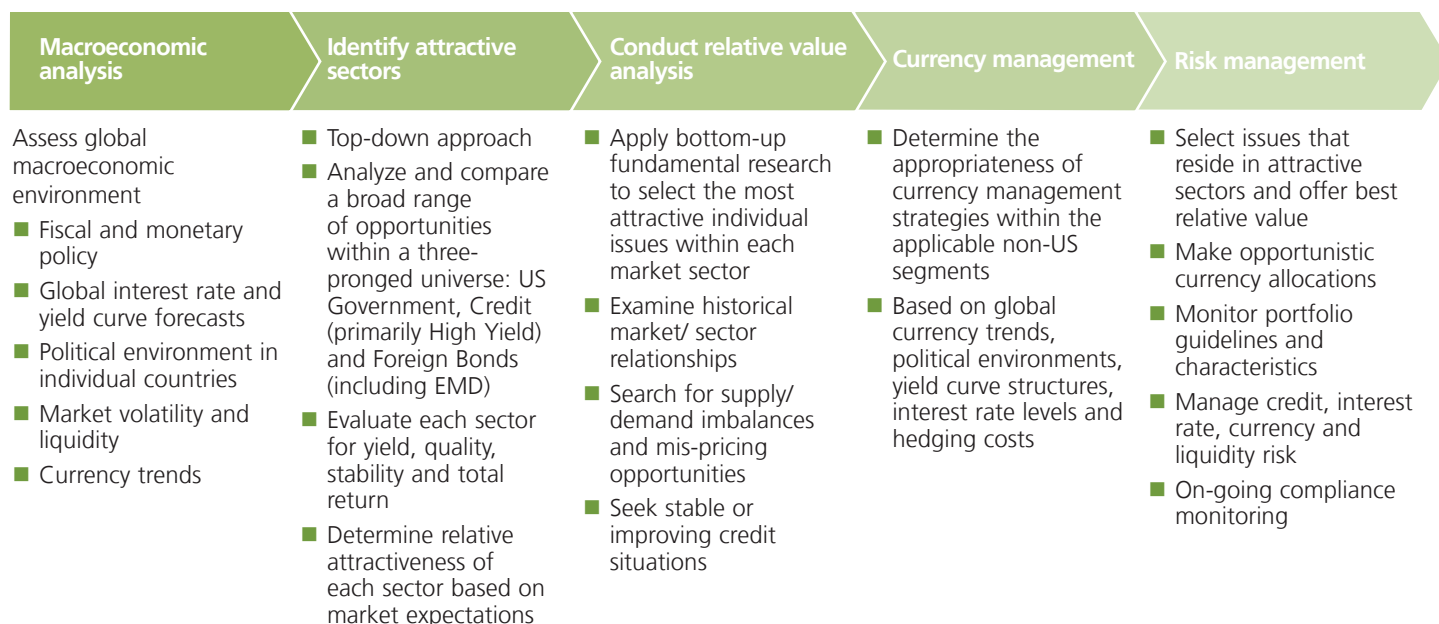 Macroeconomic
analysis
Identify attractive
sectors
Conduct relative value
analysis
Currency management
Risk management
Assess global
macroeconomic
environment
■ Fiscal and monetary
policy
■ Global interest rate and
yield curve forecasts
■ Political environment in
individual countries
■ Market volatility and
liquidity
■ Currency trends
■ Top-down approach
■ Analyze and compare
a broad range
of opportunities
within a three-
pronged universe: US
Government, Credit
(primarily High Yield)
and Foreign Bonds
(including EMD)
■ Evaluate each sector
for yield, quality,
stability and total
return
■ Determine relative
attractiveness of
each sector based on
market expectations
■ Apply bottom-up
fundamental research
to select the most
attractive individual
issues within each
market sector
■ Examine historical
market/ sector
relationships
■ Search for supply/
demand imbalances
and mis-pricing
opportunities
■ Seek stable or
improving credit
situations
■ Determine the
appropriateness of
currency management
strategies within the
applicable non-US
segments
■ Based on global
currency trends,
political environments,
yield curve structures,
interest rate levels and
hedging costs
■ Select issues that
reside in attractive
sectors and offer best
relative value
■ Make opportunistic
currency allocations
■ Monitor portfolio
guidelines and
characteristics
■ Manage credit, interest
rate, currency and
liquidity risk
■ On-going compliance
monitoring